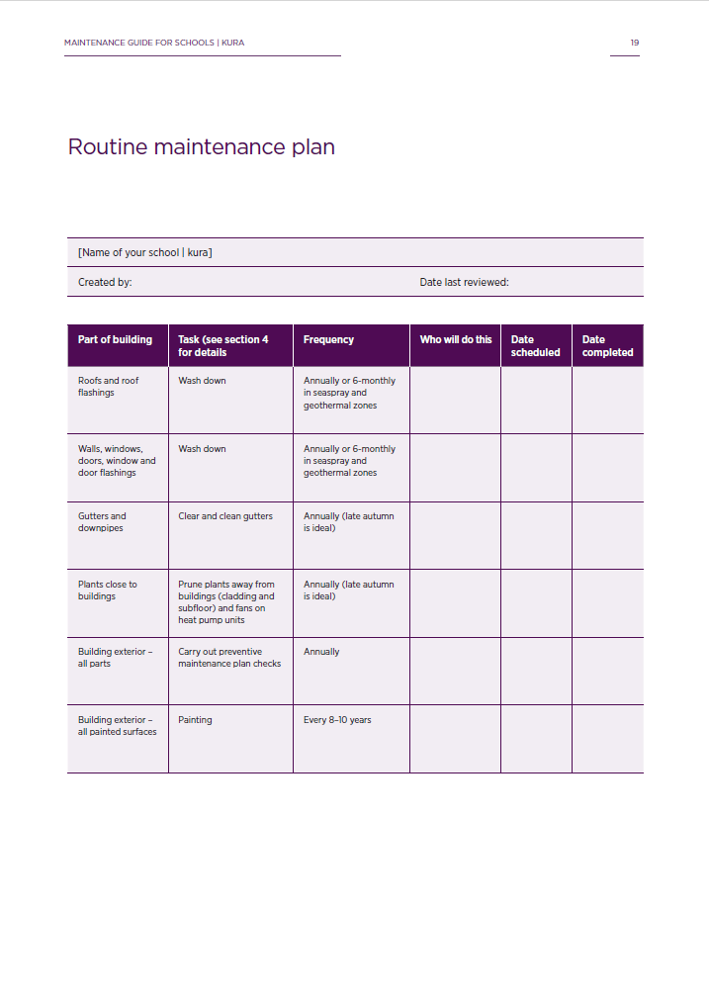 MAINTENANCE GUIDE FOR SCHOOLS | KURA
19
Routine maintenance plan
[Name of your school | kura]
Created by:
Date last reviewed:
Part of building
Task (see section 4
for details
Frequency
Who will do this
Date
scheduled
Date
completed
Roofs and roof
flashings
Wash down
Annually or 6-monthly
in seaspray and
geothermal zones
Walls, windows,
doors, window and
door flashings
Wash down
Annually or 6-monthly
in seaspray and
geothermal zones
Gutters and
downpipes
Clear and clean gutters
Annually (late autumn
is ideal)
Plants close to
buildings
Prune plants away from
buildings (cladding and
subfloor) and fans on
heat pump units
Annually (late autumn
is ideal)
Building exterior –
all parts
Carry out preventive
maintenance plan checks
Annually
Building exterior –
all painted surfaces
Painting
Every 8–10 years